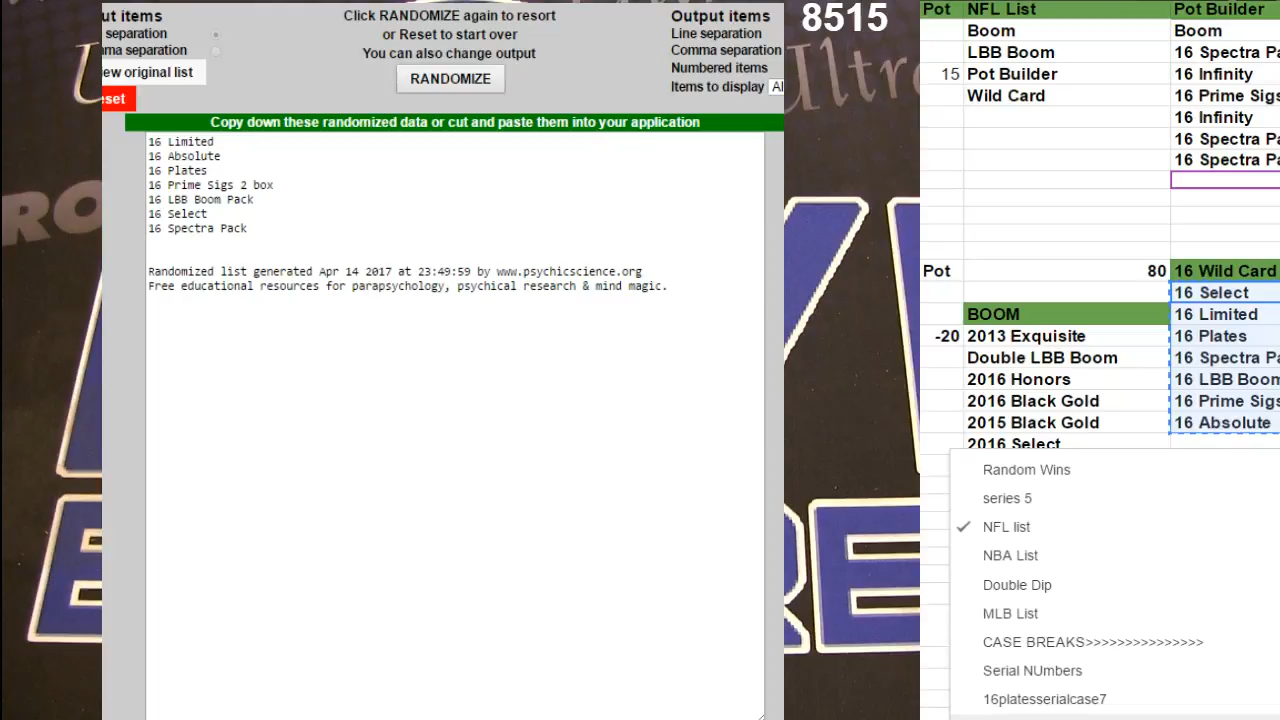 ut items
separation
mma separation
ew original list
eset
Click RANDOMIZE again to resort
or Reset to start over
You can also change output
RANDOMIZE
Output items
Line separation
Comma separation
Numbered items
Items to display Al
Copy down these randomized data or cut and paste them into your application
16 Limited
16 Absolute
16 Plates
16 Prime Sigs 2 box
16 LBB Boom Pack
16 Select
16 Spectra Pack
Randomized list generated Apr 14 2017 at 23:49:59 by www.psychicscience.org
Free educational resources for parapsychology, psychical research & mind magic.
8515
Ultra
Pot NFL List Pot Builder
Boom Boom
LBB Boom 16 Spectra Pa
15 Pot Builder 16 Infinity
Wild Card 16 Prime Sigs
16 Infinity
16 Spectra Pa
16 Spectra Pa
Pot 80 16 Wild Card
16 Select
BOOM 16 Limited
-20 2013 Exquisite 16 Plates
Double LBB Boom 16 Spectra Pa
2016 Honors 16 LBB Boom
2016 Black Gold 16 Prime Sigs
2015 Black Gold 16 Absolute
2016 Select
Random Wins
series 5
NFL list
NBA List
Double Dip
MLB List
CASE BREAKS>>>>>>>>>>>>>>>
Serial NUmbers
16platesserialcase7